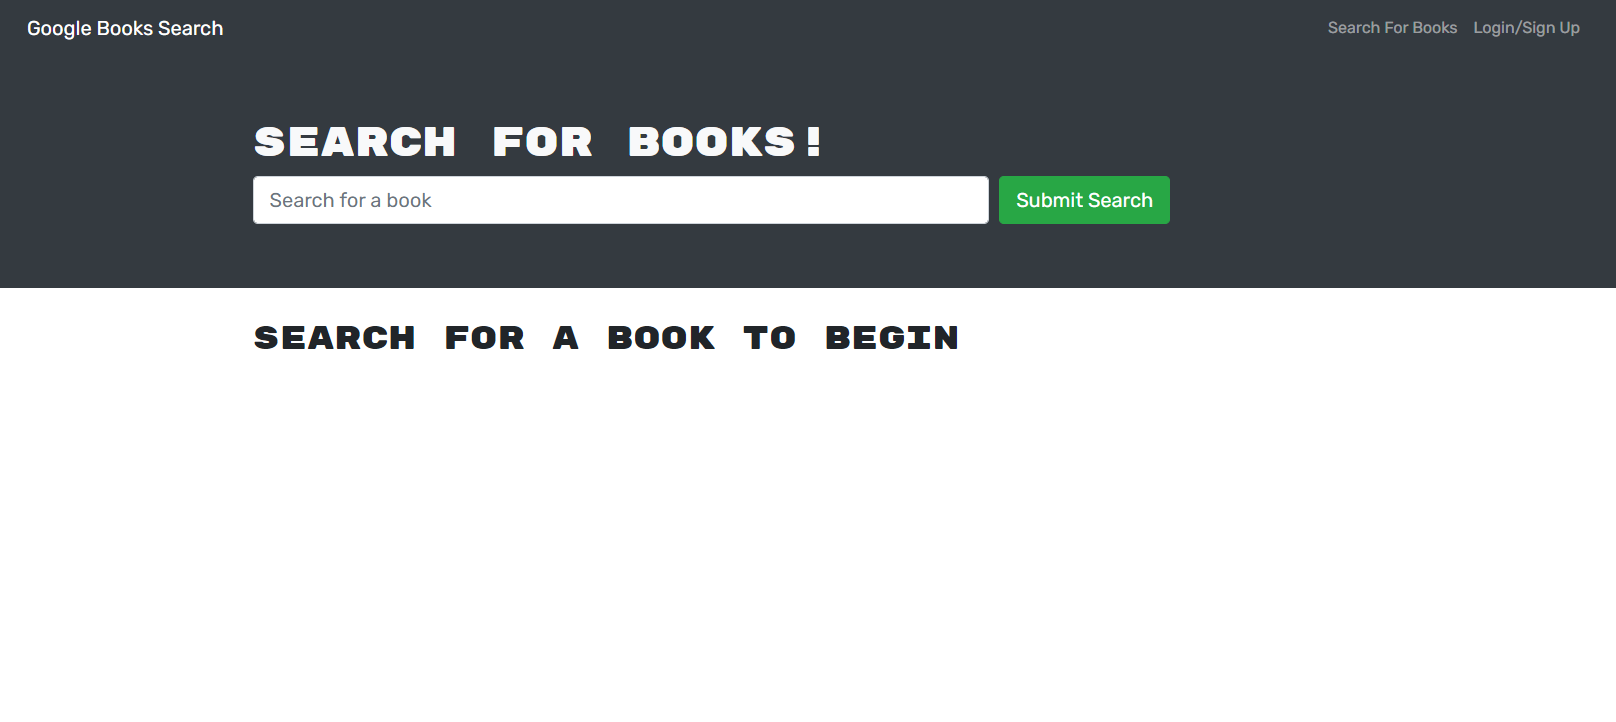 Google Books Search
Search For Books
Login/Sign Up
SEARCH FOR BOOKS!
Search for a book
Submit Search
SEARCH FOR A BOOK TO BEGIN